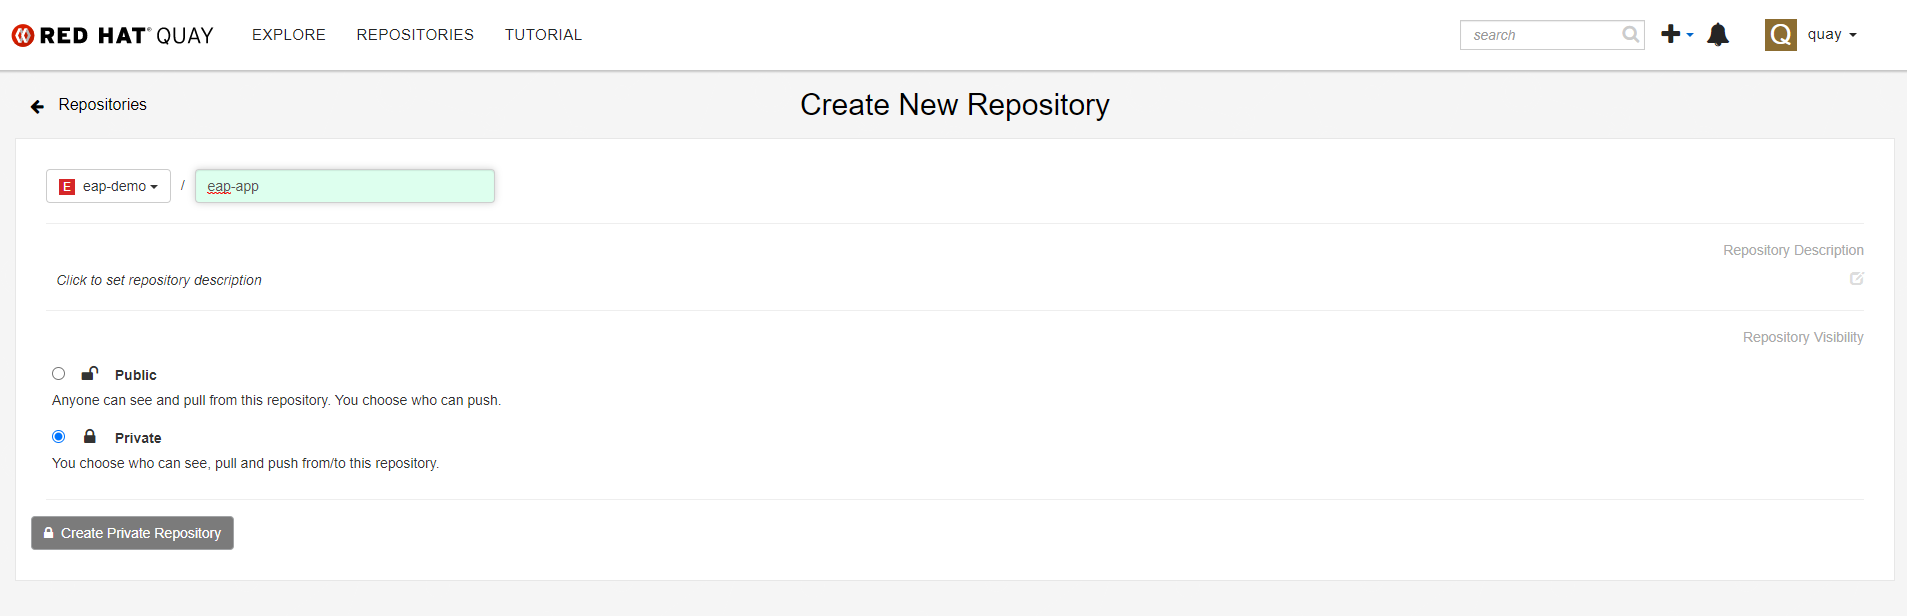 RED HAT® QUAY EXPLORE REPOSITORIES TUTORIAL search Q quay
Repositories Create New Repository
E eap-demo / eap-app
Repository Description
Click to set repository description
Repository Visibility
Public
Anyone can see and pull from this repository. You choose who can push.
Private
You choose who can see, pull and push from/to this repository.
Create Private Repository